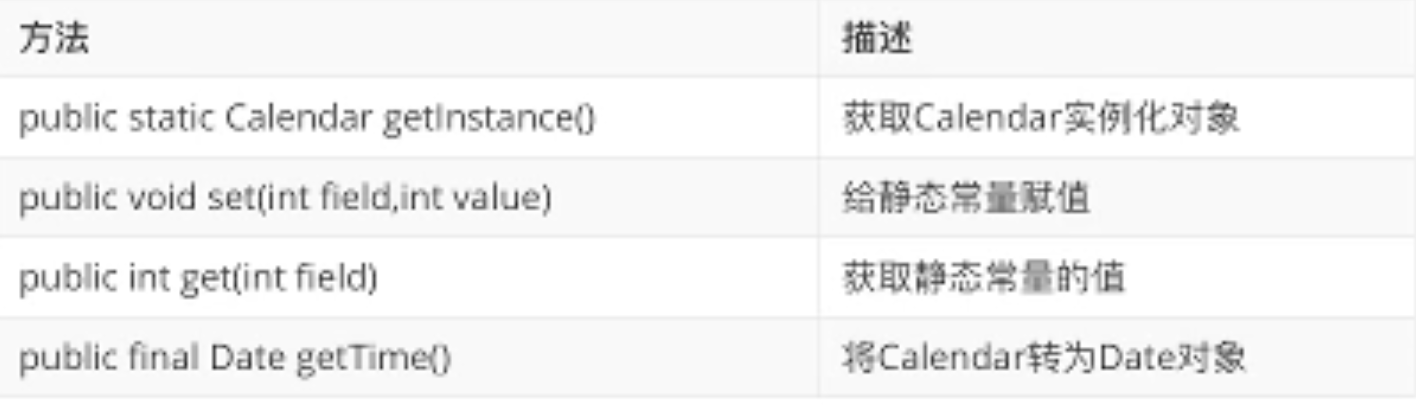 方法 描述
public static Calendar getInstance() 获取Calendar实例化对象
public void set(int field,int value) 给静态常量赋值
public int get(int field) 获取静态常量的值
public final Date getTime() 将Calendar转为Date对象